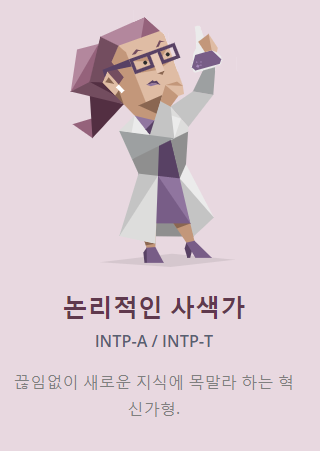 논리적인 사색가
INTP-A / INTP-T
끊임없이 새로운 지식에 목말라 하는 혁
신가형.